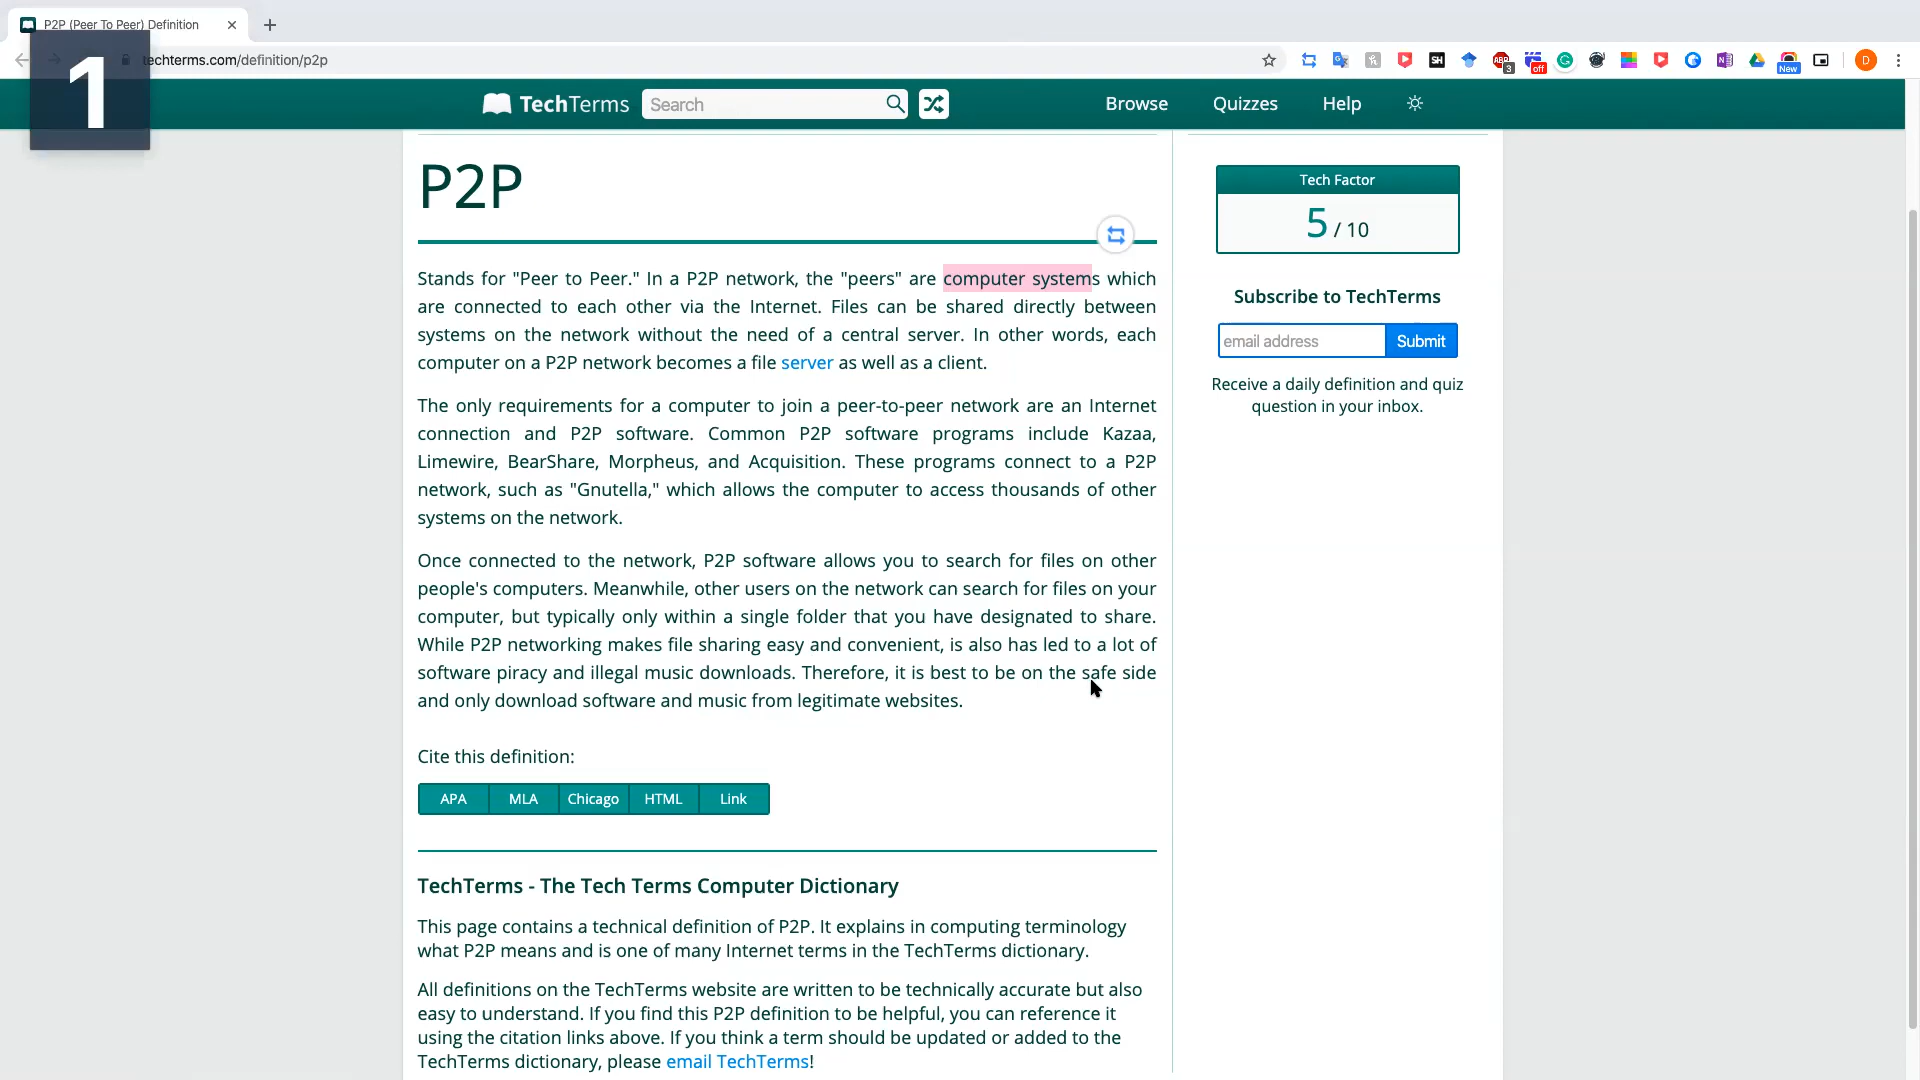 P2P (Peer To Peer) Definition
1
techterms.com/definition/p2p
SH
ABP
3
off
New
D
TechTerms
Search
Browse
Quizzes
Help
P2P
Stands for "Peer to Peer." In a P2P network, the "peers" are computer systems which
are connected to each other via the Internet. Files can be shared directly between
systems on the network without the need of a central server. In other words, each
computer on a P2P network becomes a file server as well as a client.
The only requirements for a computer to join a peer-to-peer network are an Internet
connection and P2P software. Common P2P software programs include Kazaa,
Limewire, BearShare, Morpheus, and Acquisition. These programs connect to a P2P
network, such as "Gnutella," which allows the computer to access thousands of other
systems on the network.
Once connected to the network, P2P software allows you to search for files on other
people's computers. Meanwhile, other users on the network can search for files on your
computer, but typically only within a single folder that you have designated to share.
While P2P networking makes file sharing easy and convenient, is also has led to a lot of
software piracy and illegal music downloads. Therefore, it is best to be on the safe side
and only download software and music from legitimate websites.
Cite this definition:
APA MLA Chicago HTML Link
TechTerms - The Tech Terms Computer Dictionary
This page contains a technical definition of P2P. It explains in computing terminology
what P2P means and is one of many Internet terms in the TechTerms dictionary.
All definitions on the TechTerms website are written to be technically accurate but also
easy to understand. If you find this P2P definition to be helpful, you can reference it
using the citation links above. If you think a term should be updated or added to the
TechTerms dictionary, please email TechTerms!
Tech Factor
5 / 10
Subscribe to TechTerms
email address
Submit
Receive a daily definition and quiz
question in your inbox.